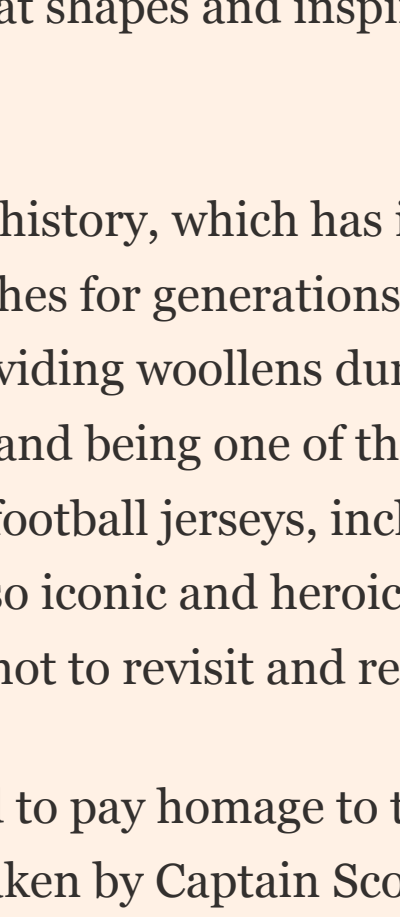 at shapes and inspi
history, which has i
hes for generations
viding woollens dur
and being one of th
football jerseys, incl
so iconic and heroic
not to revisit and re
l to pay homage to t
ken by Captain Sco